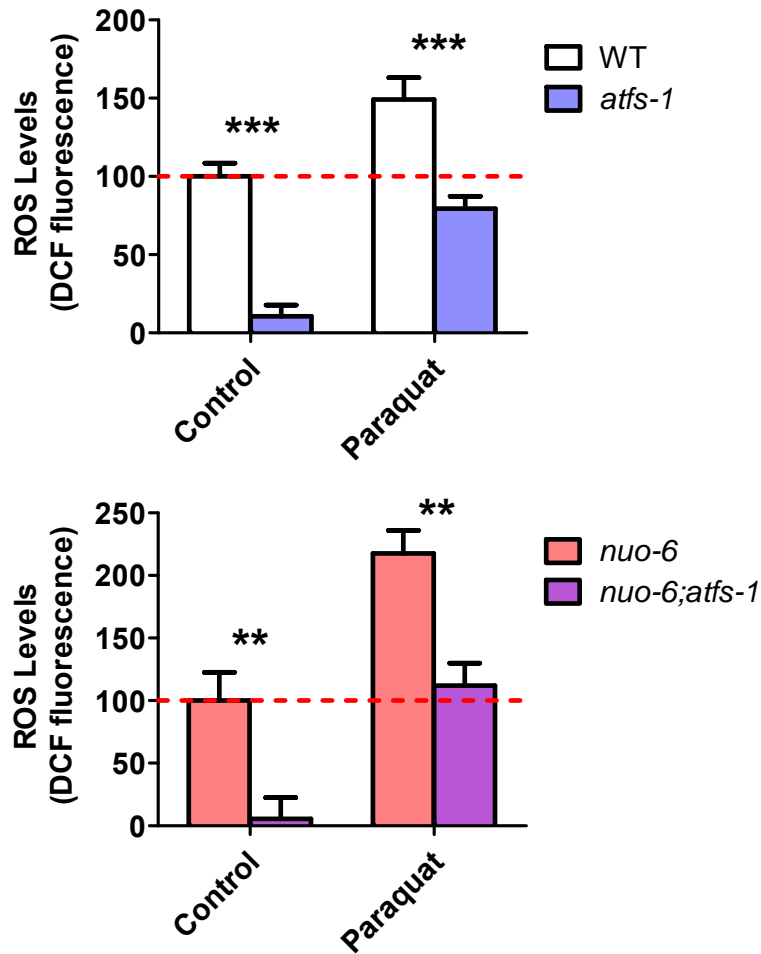 ROS Levels
(DCF fluorescence)
200
150
100
50
0
***
***
WT
atfs-1
Control
Paraquat
ROS Levels
(DCF fluorescence)
250
200
150
100
50
0
**
**
nuo-6
nuo-6;atfs-1
Control
Paraquat